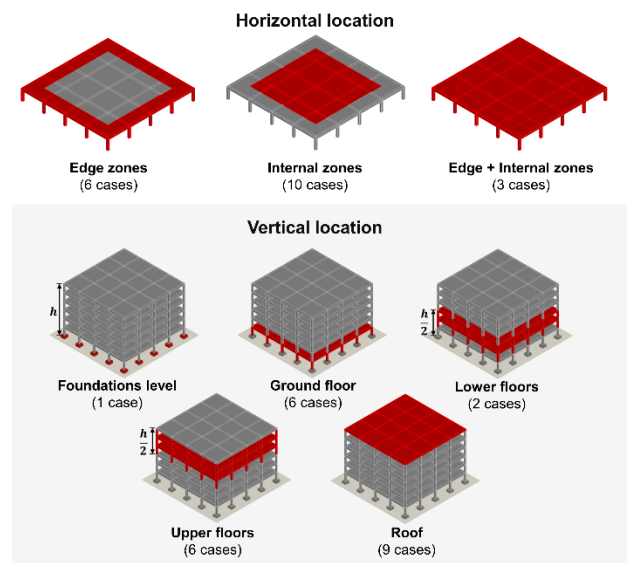 Horizontal location
Edge zones
(6 cases)
Internal zones
(10 cases)
Edge + Internal zones
(3 cases)
Vertical location
h
Foundations level
(1 case)
Ground floor
(6 cases)
h
2
Lower floors
(2 cases)
h
2
Upper floors
(6 cases)
Roof
(9 cases)